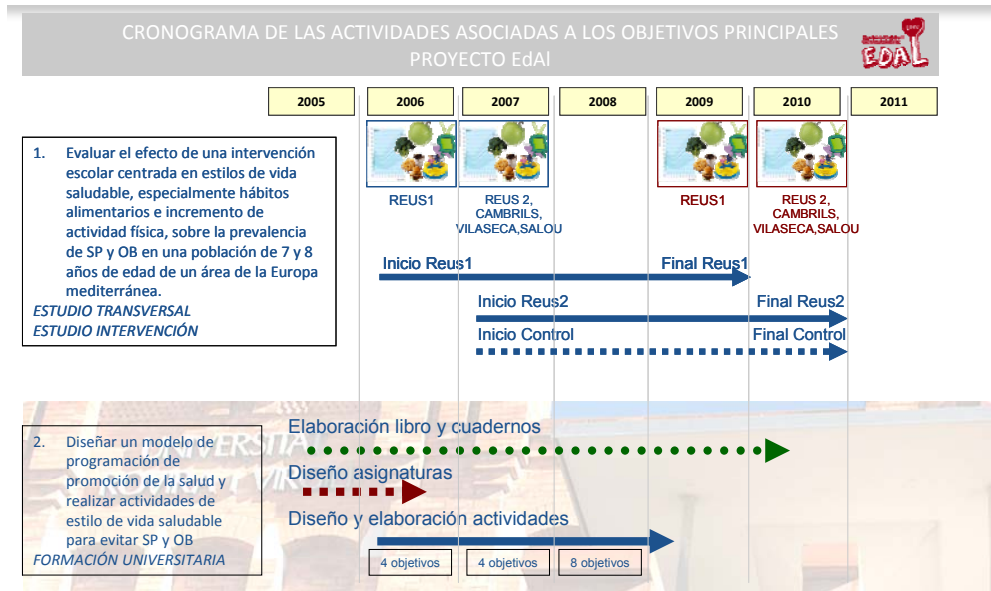 CRONOGRAMA DE LAS ACTIVIDADES ASOCIADAS A LOS OBJETIVOS PRINCIPALES
PROYECTO EdAl
EDAL
2005
2006
2007
2008
2009
2010
2011
1. Evaluar el efecto de una intervención
escolar centrada en estilos de vida
saludable, especialmente hábitos
alimentarios e incremento de
actividad física, sobre la prevalencia
de SP y OB en una población de 7 y 8
años de edad de un área de la Europa
mediterránea.
ESTUDIO TRANSVERSAL
ESTUDIO INTERVENCIÓN
REUS1
REUS 2,
CAMBRILS,
VILASECA,SALOU
REUS1
REUS 2,
CAMBRILS,
VILASECA,SALOU
Inicio Reus1
Final Reus1
Inicio Reus2
Final Reus2
Inicio Control
Final Control
2. Diseñar un modelo de
programación de
promoción de la salud y
realizar actividades de
estilo de vida saludable
para evitar SP y OB
FORMACIÓN UNIVERSITARIA
Elaboración libro y cuadernos
Diseño asignaturas
Diseño y elaboración actividades
4 objetivos
4 objetivos
8 objetivos